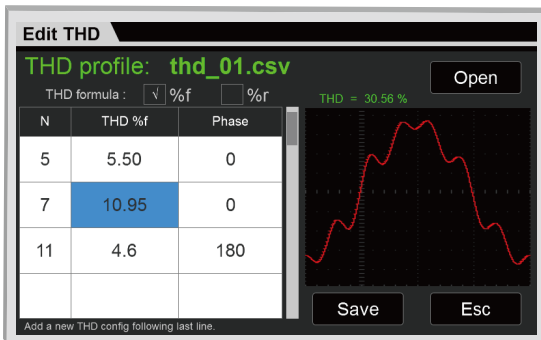 Edit THD
THD profile: thd_01.csv
Open
THD formula : √ %f %r
THD = 30.56 %
N THD %f Phase
5 5.50 0
7 10.95 0
11 4.6 180
Save Esc
Add a new THD config following last line.